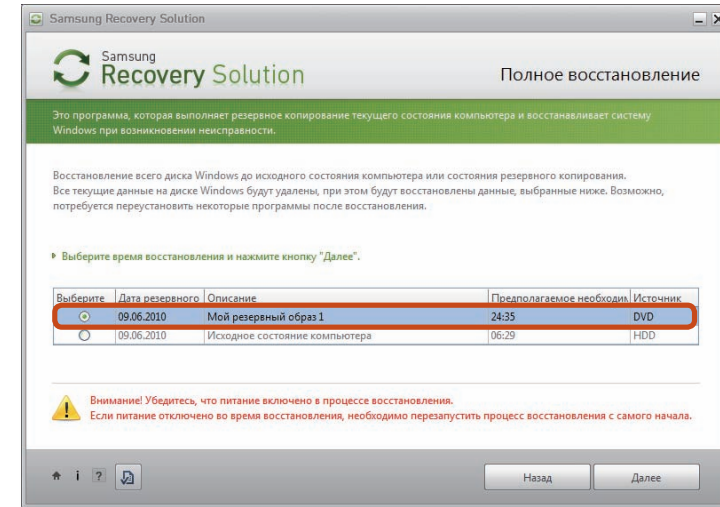 Samsung Recovery Solution
Samsung
Recovery Solution
Полное восстановление
Это программа, которая выполняет резервное копирование текущего состояния компьютера и восстанавливает систему
Windows при возникновении неисправности.
Восстановление всего диска Windows до исходного состояния компьютера или состояния резервного копирования.
Все текущие данные на диске Windows будут удалены, при этом будут восстановлены данные, выбранные ниже. Возможно,
потребуется переустановить некоторые программы после восстановления.
Выберите время восстановления и нажмите кнопку "Далее".
Выберите Дата резервного Описание Предполагаемое необходим Источник
09.06.2010 Мой резервный образ 1 24:35 DVD
09.06.2010 Исходное состояние компьютера 06:29 HDD
Внимание! Убедитесь, что питание включено в процессе восстановления.
Если питание отключено во время восстановления, необходимо перезапустить процесс восстановления с самого начала.
Назад Далее